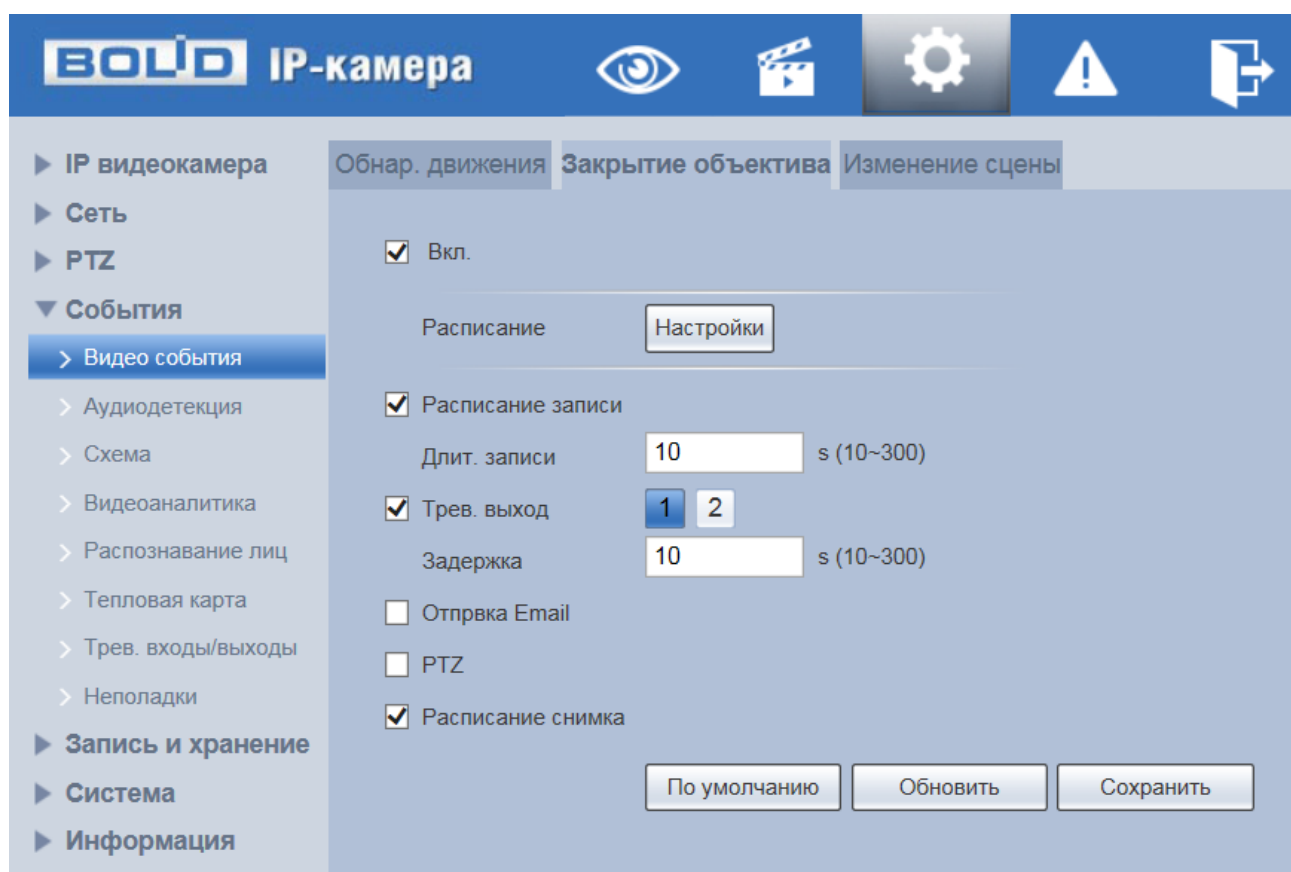 BOLID IP-камера
IP видеокамера
Сеть
PTZ
События
Видео события
Аудиодетекция
Схема
Видеоаналитика
Распознавание лиц
Тепловая карта
Трев. входы/выходы
Неполадки
Запись и хранение
Система
Информация
Обнар. движения Закрытие объектива Изменение сцены
Вкл.
Расписание Настройки
Расписание записи
Длит. записи 10 s (10~300)
Трев. выход 1 2
Задержка 10 s (10~300)
Отпрвка Email
PTZ
Расписание снимка
По умолчанию Обновить Сохранить